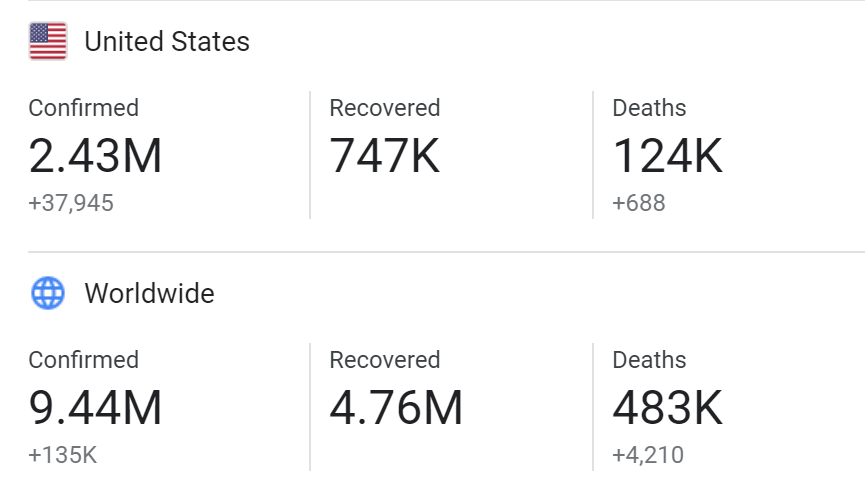 United States
Confirmed Recovered Deaths
2.43M 747K 124K
+37,945 +688
Worldwide
Confirmed Recovered Deaths
9.44M 4.76M 483K
+135K +4,210